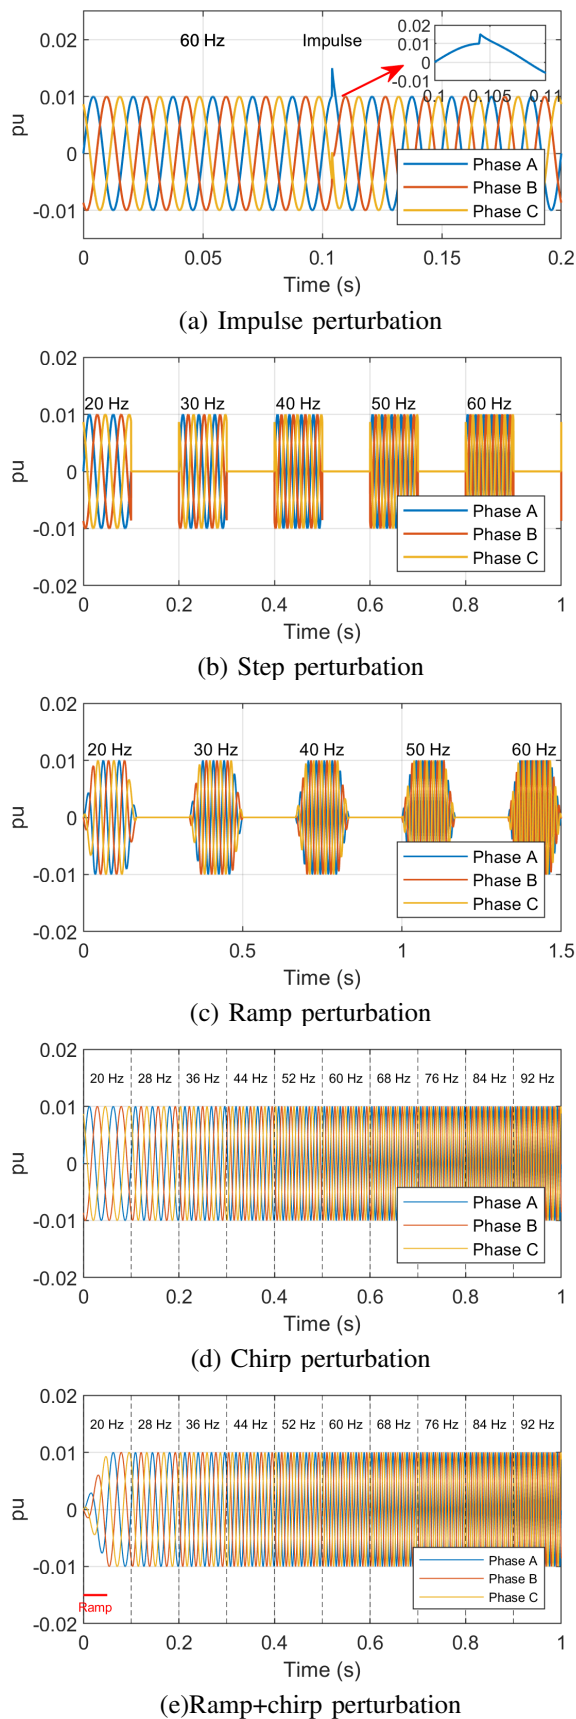 0.02
60 Hz
Impulse
0.02
0.01
0
-0.01
0.1
0.105
0.11
0.01
0
-0.01
pu
Phase A
Phase B
Phase C
0
0.05
0.1
0.15
0.2
Time (s)
(a) Impulse perturbation
0.02
20 Hz
30 Hz
40 Hz
50 Hz
60 Hz
0.01
0
-0.01
-0.02
pu
Phase A
Phase B
Phase C
0
0.2
0.4
0.6
0.8
1
Time (s)
(b) Step perturbation
0.02
20 Hz
30 Hz
40 Hz
50 Hz
60 Hz
0.01
0
-0.01
-0.02
pu
Phase A
Phase B
Phase C
0
0.5
1
1.5
Time (s)
(c) Ramp perturbation
0.02
20 Hz
28 Hz
36 Hz
44 Hz
52 Hz
60 Hz
68 Hz
76 Hz
84 Hz
92 Hz
0.01
0
-0.01
-0.02
pu
Phase A
Phase B
Phase C
0
0.2
0.4
0.6
0.8
1
Time (s)
(d) Chirp perturbation
0.02
20 Hz
28 Hz
36 Hz
44 Hz
52 Hz
60 Hz
68 Hz
76 Hz
84 Hz
92 Hz
0.01
0
-0.01
-0.02
pu
Ramp
Phase A
Phase B
Phase C
0
0.2
0.4
0.6
0.8
1
Time (s)
(e)Ramp+chirp perturbation